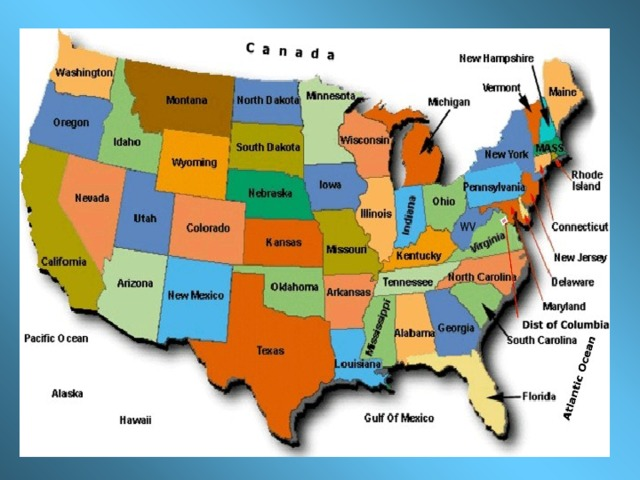 Canada
New Hampshire
Washington
Vermont
Maine
Montana
North Dakota
Minnesota
Michigan
Oregon
Idaho
South Dakota
Wisconsin
MASS
New York
Wyoming
Rhode
Island
Nebraska
Iowa
Pennsylvania
Nevada
Utah
Colorado
Illinois
Indiana
Ohio
WV
Connecticut
Virginia
Kansas
Missouri
Kentucky
New Jersey
California
Arizona
New Mexico
Oklahoma
Arkansas
Tennessee
North Carolina
Delaware
Maryland
Mississippi
Alabama
Georgia
Dist of Columbia
South Carolina
Pacific Ocean
Texas
Louisiana
Atlantic Ocean
Alaska
Florida
Hawaii
Gulf Of Mexico